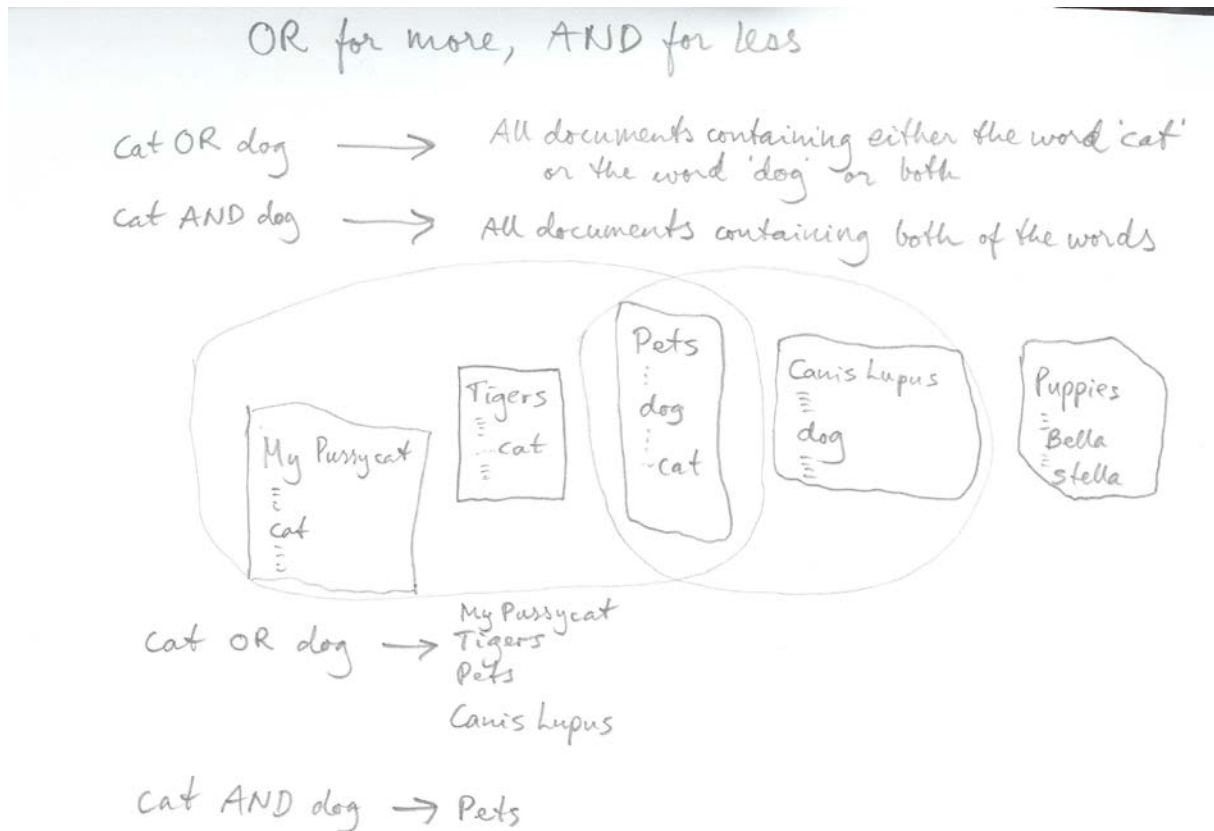 OR for more, AND for less
Cat OR dog → All documents containing either the word 'cat'
or the word 'dog' or both
Cat AND dog → All documents containing both of the words
My Pussycat
cat
Tigers
cat
Pets
dog
cat
Canis Lupus
dog
Puppies
Bella
Stella
Cat OR dog → My Pussycat
Tigers
Pets
Canis Lupus
Cat AND dog → Pets